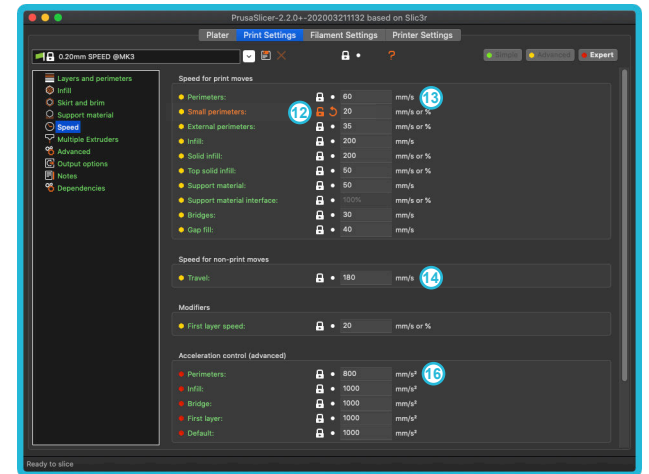 PrusaSlicer-2.2.0+-202003211132 based on Slic3r
Plater Print Settings Filament Settings Printer Settings
0.20mm SPEED @MK3 ? Simple Advanced Expert
Layers and perimeters
Infill
Skirt and brim
Support material
Speed
Multiple Extruders
Advanced
Output options
Notes
Dependencies
Speed for print moves
Perimeters: 60 mm/s 13
Small perimeters: 12 20 mm/s or %
External perimeters: 35 mm/s or %
Infill: 200 mm/s
Solid infill: 200 mm/s or %
Top solid infill: 50 mm/s or %
Support material: 50 mm/s
Support material interface: 100% mm/s or %
Bridges: 30 mm/s
Gap fill: 40 mm/s
Speed for non-print moves
Travel: 180 mm/s 14
Modifiers
First layer speed: 20 mm/s or %
Acceleration control (advanced)
Perimeters: 800 mm/s² 16
Infill: 1000 mm/s²
Bridge: 1000 mm/s²
First layer: 1000 mm/s²
Default: 1000 mm/s²
Ready to slice